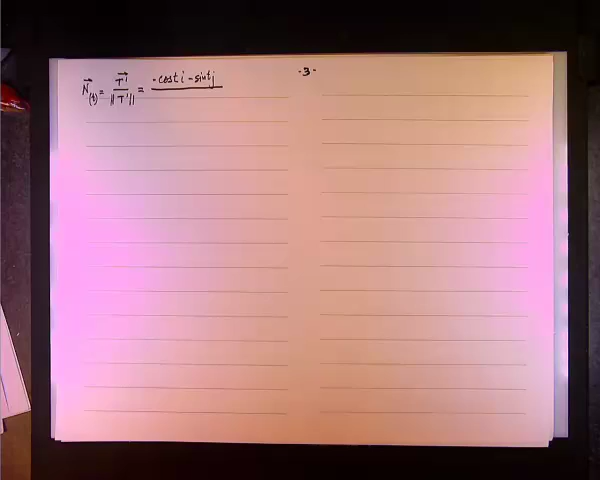 -3-
N⃗(t) = T⃗' / ||T'|| = -cost i - sint j